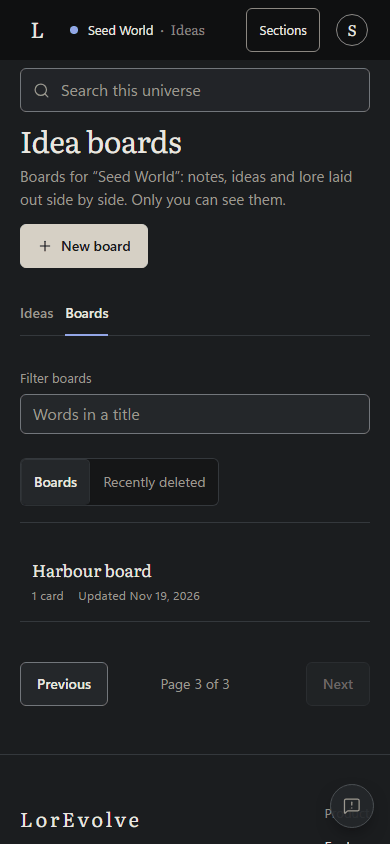 L
Seed World · Ideas
Sections
S
Search this universe
Idea boards
Boards for “Seed World”: notes, ideas and lore laid
out side by side. Only you can see them.
+ New board
Ideas
Boards
Filter boards
Words in a title
Boards
Recently deleted
Harbour board
1 card Updated Nov 19, 2026
Previous
Page 3 of 3
Next
LorEvolve